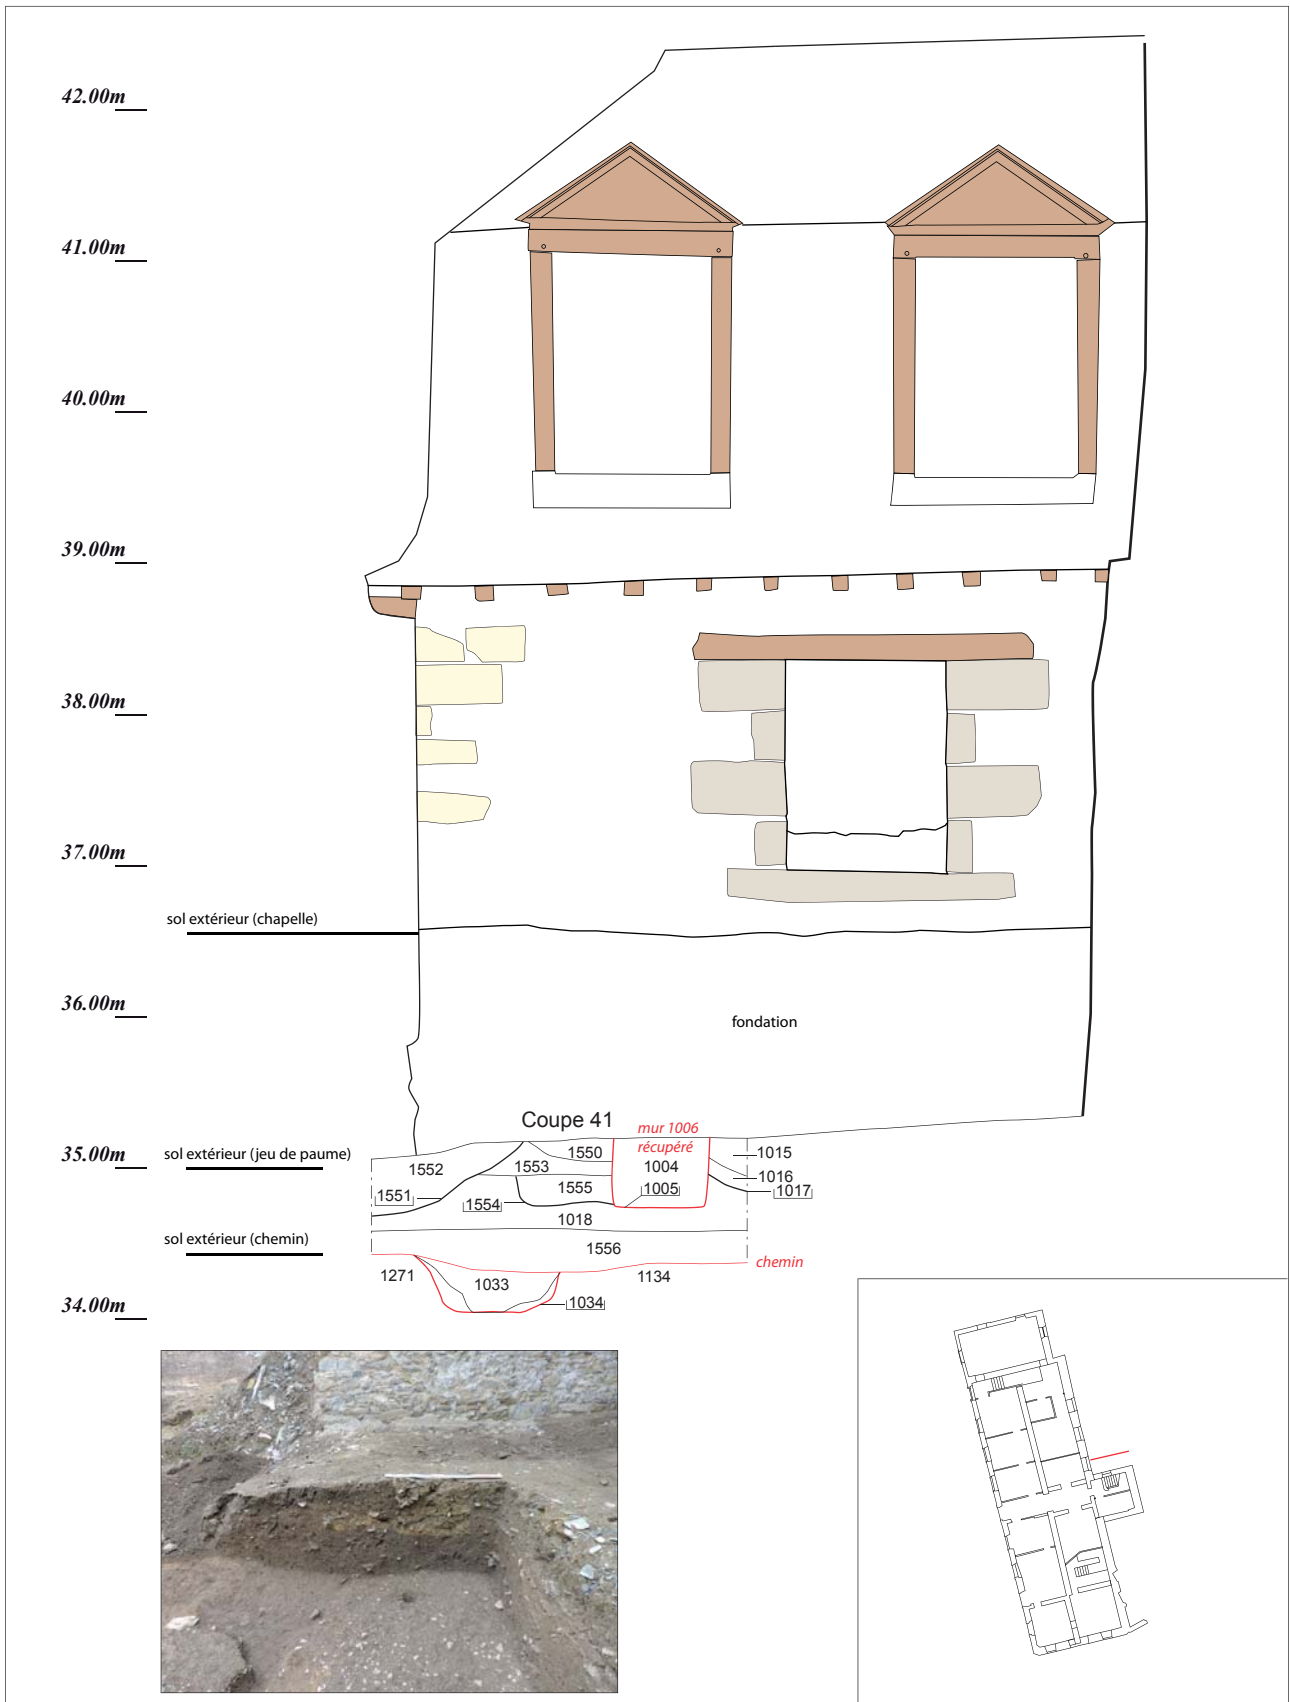 42.00m
41.00m
40.00m
39.00m
38.00m
37.00m
sol extérieur (chapelle)
36.00m
fondation
Coupe 41
mur 1006
récupéré
35.00m
sol extérieur (jeu de paume)
1550
1015
1552
1553
1004
1016
1551
1554
1555
1005
1017
1018
sol extérieur (chemin)
1556
chemin
1271
1033
1134
1034
34.00m